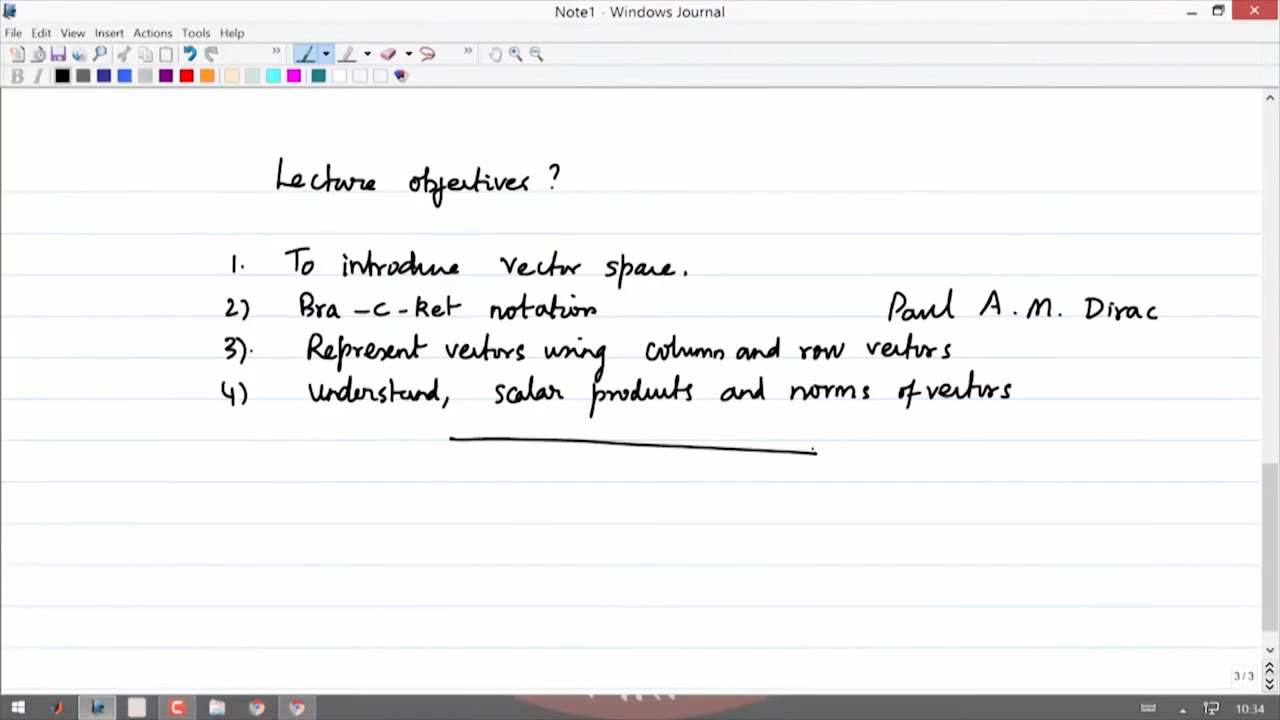 Note1 - Windows Journal
File Edit View Insert Actions Tools Help
Lecture objectives ?
1. To introduce vector space.
2) Bra-c-ket notation Paul A.M. Dirac
3). Represent vectors using column and row vectors
4) Understand, scalar products and norms of vectors
3/3
10:34